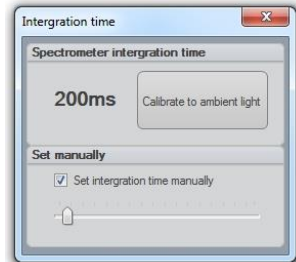 Intergration time
Spectrometer intergration time
200ms
Calibrate to ambient light
Set manually
Set intergration time manually